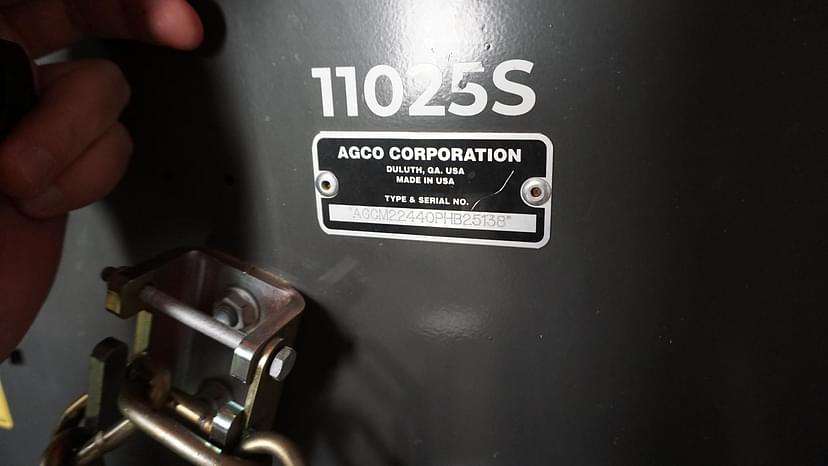 11025S
AGCO CORPORATION
DULUTH, GA. USA
MADE IN USA
TYPE & SERIAL NO.
"AGCM22440PHB25138"